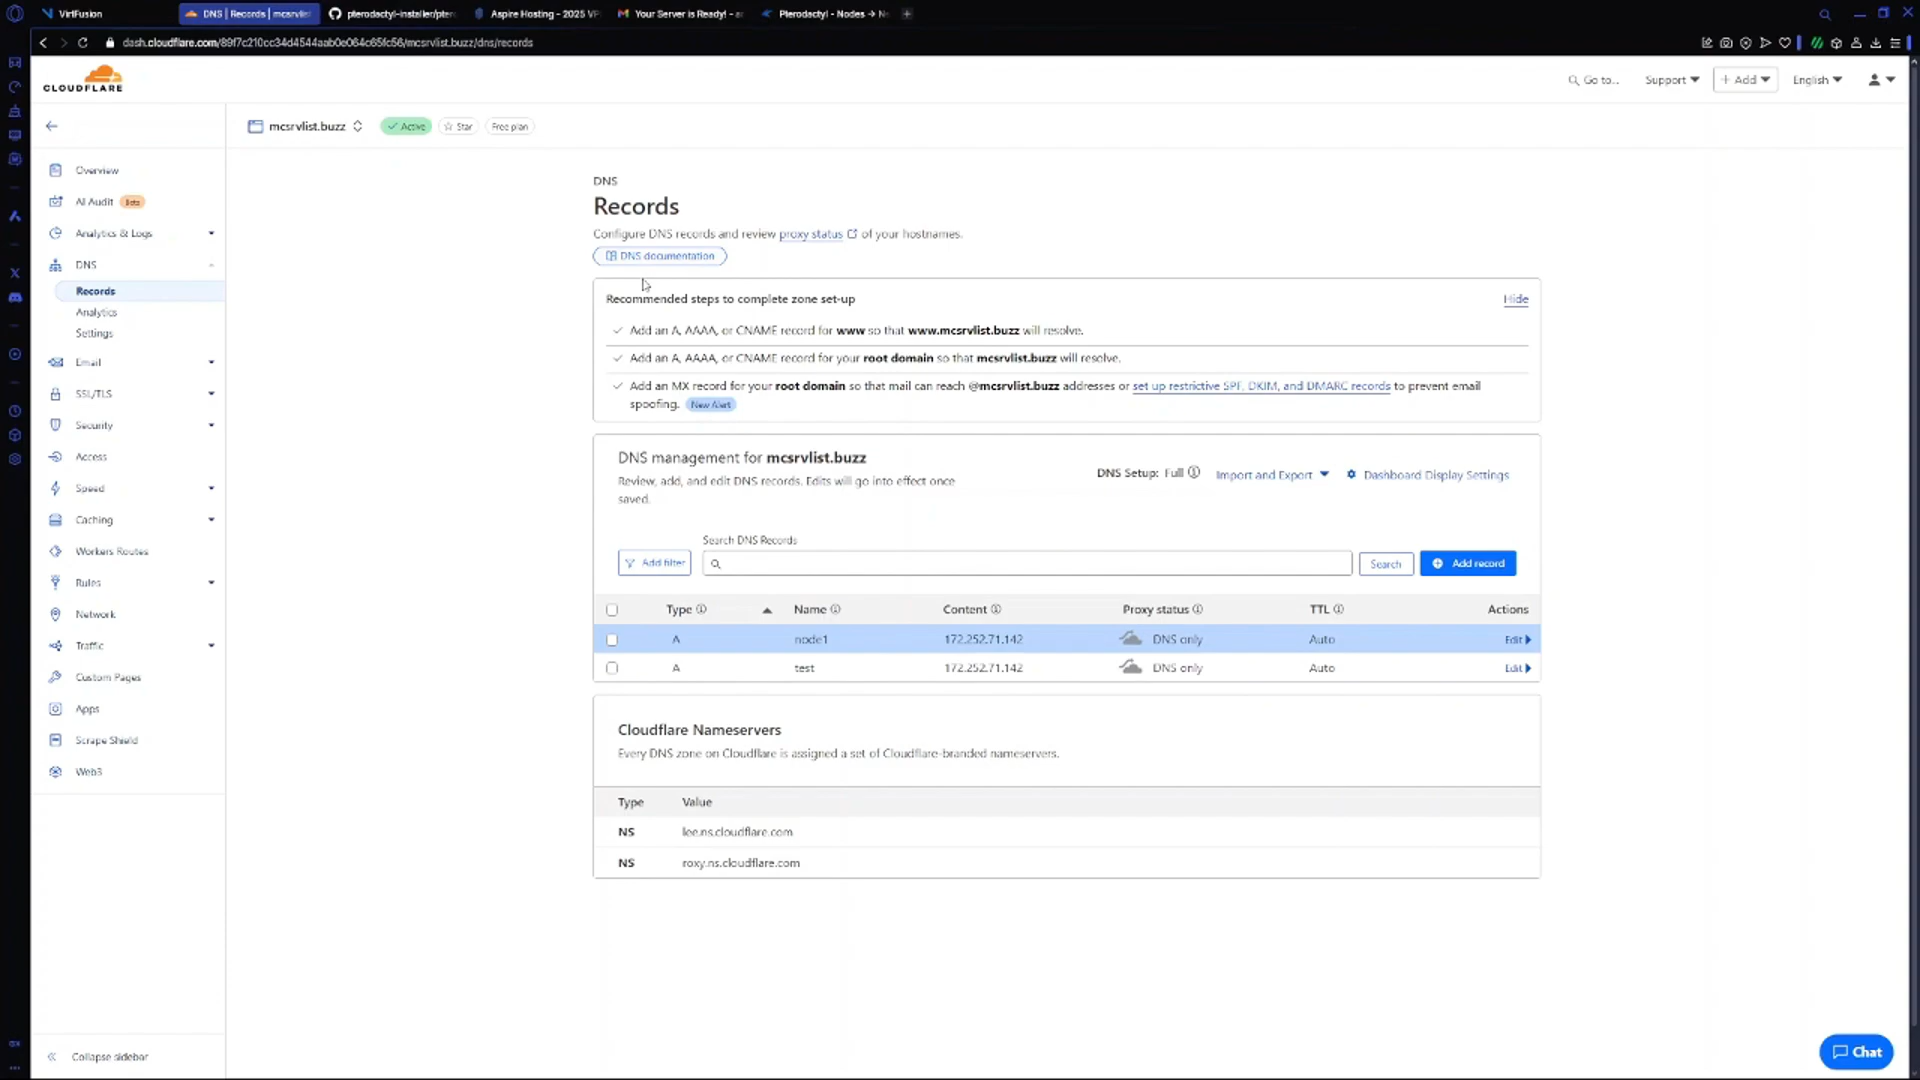 VirtFusion
DNS | Records | mcsrvlist
pterodactyl-installer/pter
Aspire Hosting - 2025 VP
Your Server is Ready! - a
Pterodactyl - Nodes → N
CLOUDFLARE
Go to...
Support
+ Add
English
mcsrvlist.buzz
Active
Star
Free plan
Overview
AI Audit Beta
Analytics & Logs
DNS
Records
Analytics
Settings
Email
SSL/TLS
Security
Access
Speed
Caching
Workers Routes
Rules
Network
Traffic
Custom Pages
Apps
Scrape Shield
Web3
Collapse sidebar
DNS
Records
Configure DNS records and review proxy status of your hostnames.
DNS documentation
Recommended steps to complete zone set-up
Hide
Add an A, AAAA, or CNAME record for www so that www.mcsrvlist.buzz will resolve.
Add an A, AAAA, or CNAME record for your root domain so that mcsrvlist.buzz will resolve.
Add an MX record for your root domain so that mail can reach @mcsrvlist.buzz addresses or set up restrictive SPF, DKIM, and DMARC records to prevent email
spoofing. New Alert
DNS management for mcsrvlist.buzz
Review, add, and edit DNS records. Edits will go into effect once
saved.
DNS Setup: Full
Import and Export
Dashboard Display Settings
Search DNS Records
Add filter
Search
Add record
Type Name Content Proxy status TTL Actions
A node1 172.252.71.142 DNS only Auto Edit
A test 172.252.71.142 DNS only Auto Edit
Cloudflare Nameservers
Every DNS zone on Cloudflare is assigned a set of Cloudflare-branded nameservers.
Type Value
NS lee.ns.cloudflare.com
NS roxy.ns.cloudflare.com
Chat